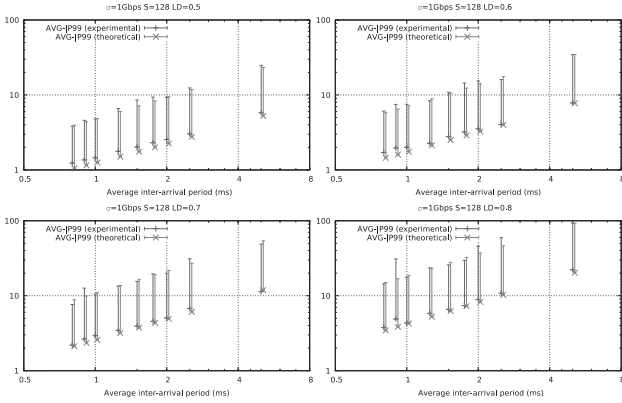 σ=1Gbps S=128 LD=0.5
AVG-|P99 (experimental)
AVG-|P99 (theoretical)
100
10
1
0.5 1 2 4 8
Average inter-arrival period (ms)
σ=1Gbps S=128 LD=0.6
AVG-|P99 (experimental)
AVG-|P99 (theoretical)
100
10
1
0.5 1 2 4 8
Average inter-arrival period (ms)
σ=1Gbps S=128 LD=0.7
AVG-|P99 (experimental)
AVG-|P99 (theoretical)
100
10
1
0.5 1 2 4 8
Average inter-arrival period (ms)
σ=1Gbps S=128 LD=0.8
AVG-|P99 (experimental)
AVG-|P99 (theoretical)
100
10
1
0.5 1 2 4 8
Average inter-arrival period (ms)